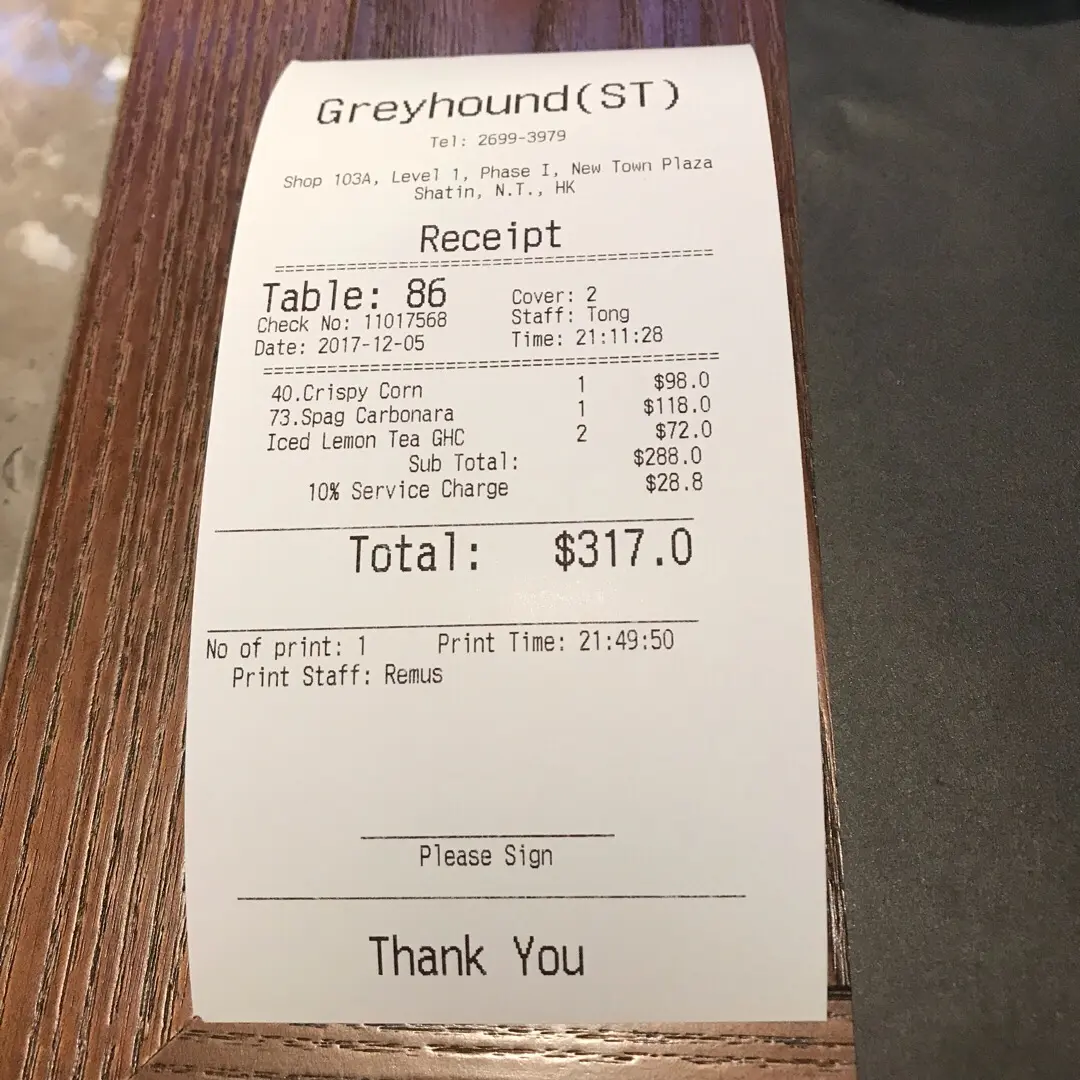 Greyhound(ST)
Tel: 2699-3979
Shop 103A, Level 1, Phase I, New Town Plaza
Shatin, N.T., HK
Receipt
==========================================
Table: 86 Cover: 2
Check No: 11017568 Staff: Tong
Date: 2017-12-05 Time: 21:11:28
==========================================
40.Crispy Corn 1 $98.0
73.Spag Carbonara 1 $118.0
Iced Lemon Tea GHC 2 $72.0
Sub Total: $288.0
10% Service Charge $28.8
Total: $317.0
No of print: 1 Print Time: 21:49:50
Print Staff: Remus
Please Sign
Thank You